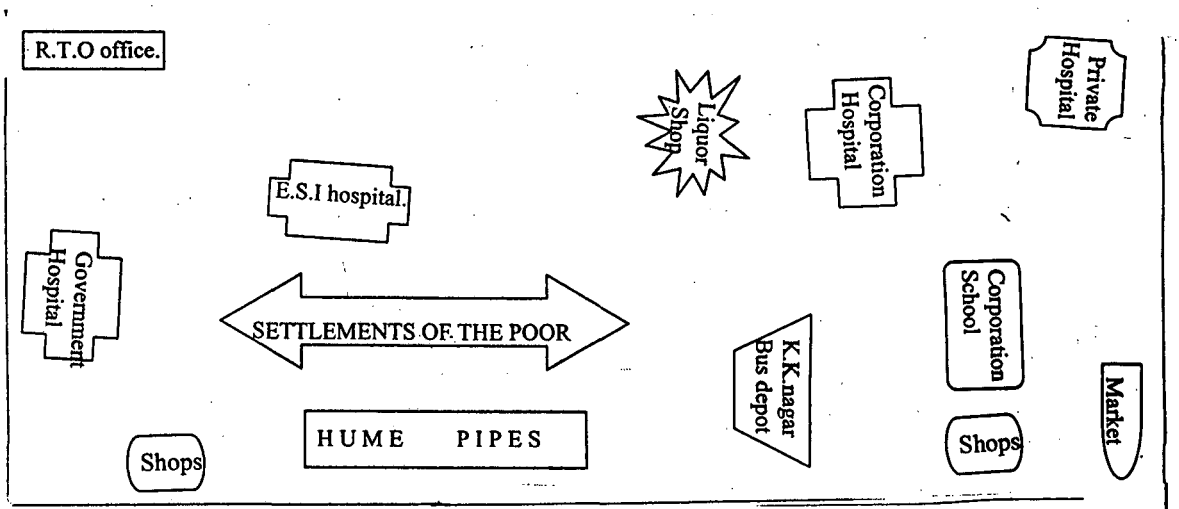 R.T.O office.
Private
Hospital
Liquor
Shop
Corporation
Hospital
E.S.I hospital.
Government
Hospital
SETTLEMENTS OF THE POOR
Corporation
School
K.K.nagar
Bus depot
Market
HUME PIPES
Shops
Shops